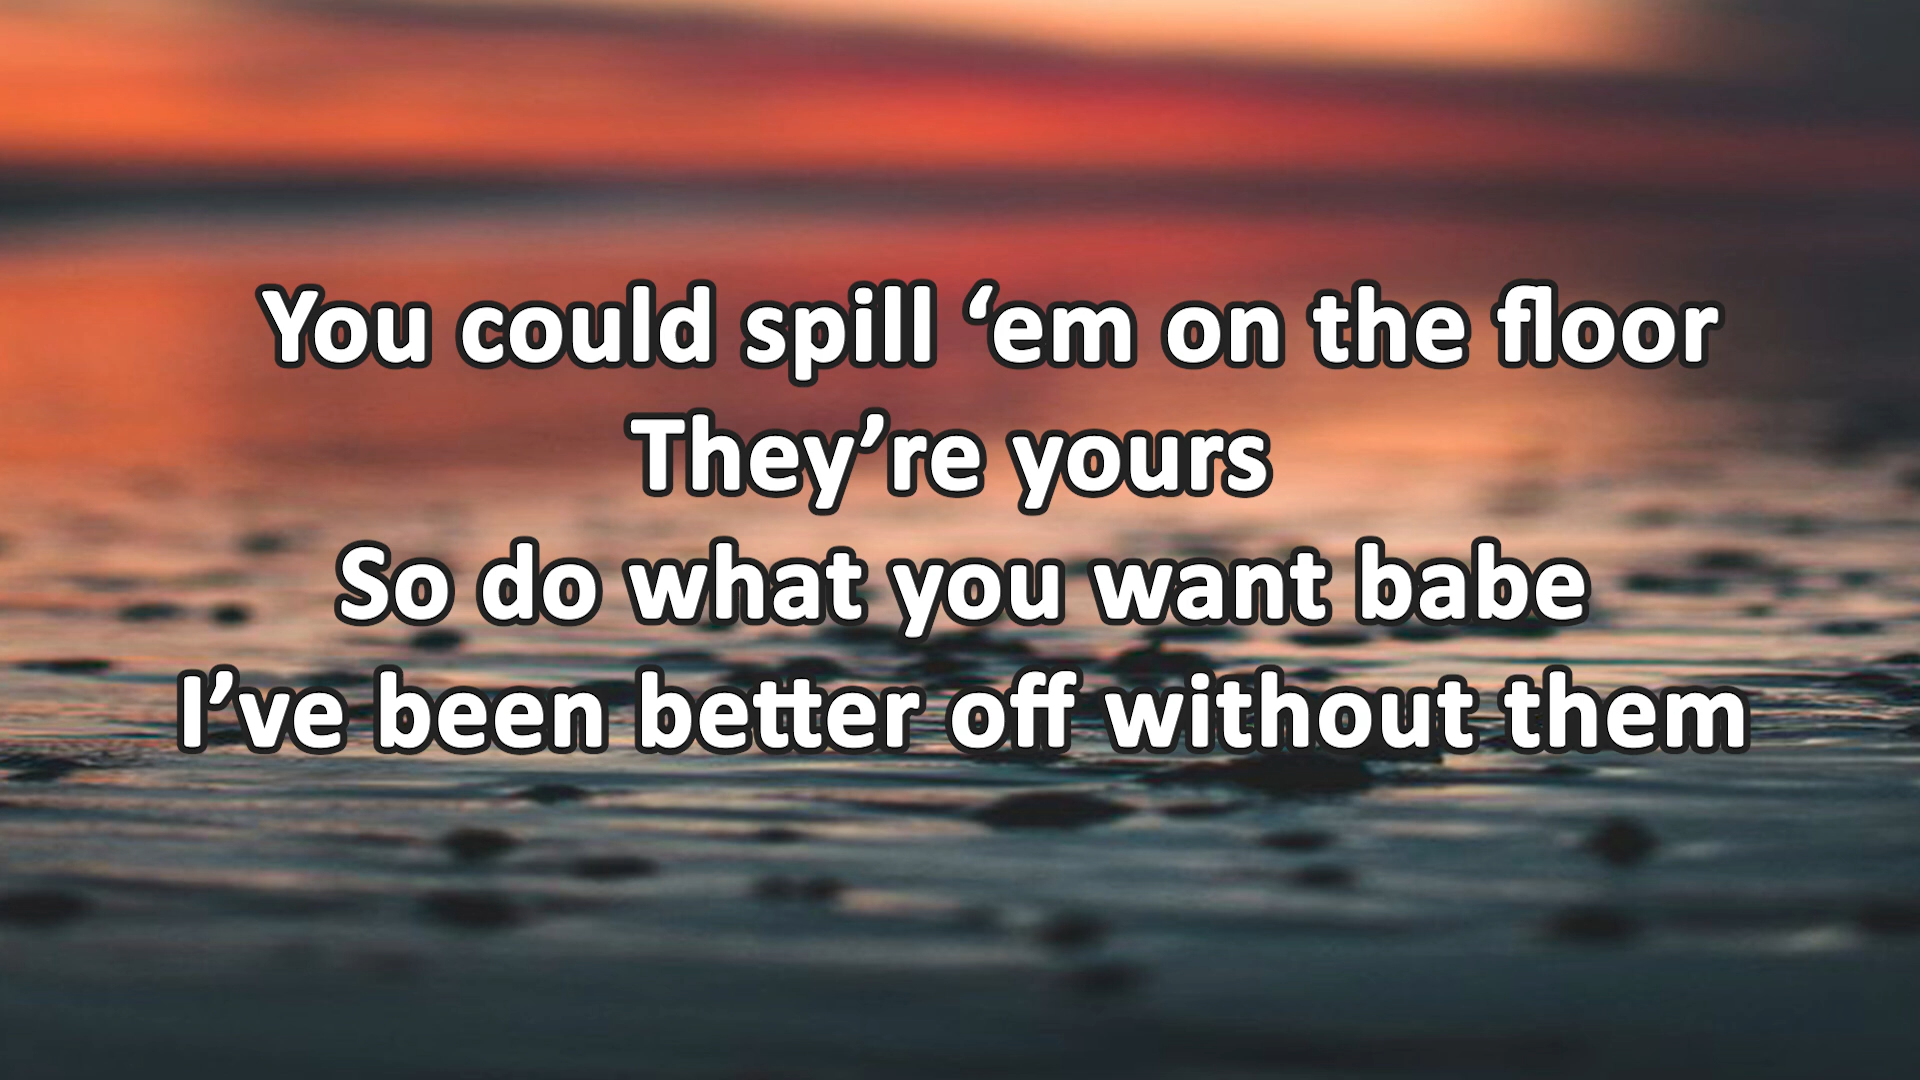 You could spill ‘em on the floor
They’re yours
So do what you want babe
I’ve been better off without them